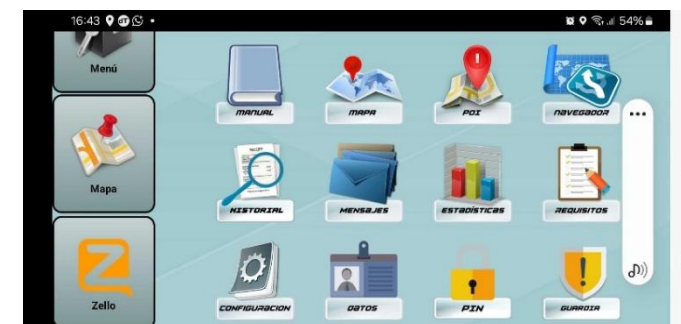 16:43
54%
Menú
MANUAL
MAPA
POI
NAVEGADOR
Mapa
HISTORIAL
MENSAJES
ESTADÍSTICAS
REQUISITOS
Zello
CONFIGURACION
DATOS
PIN
GUARDIA